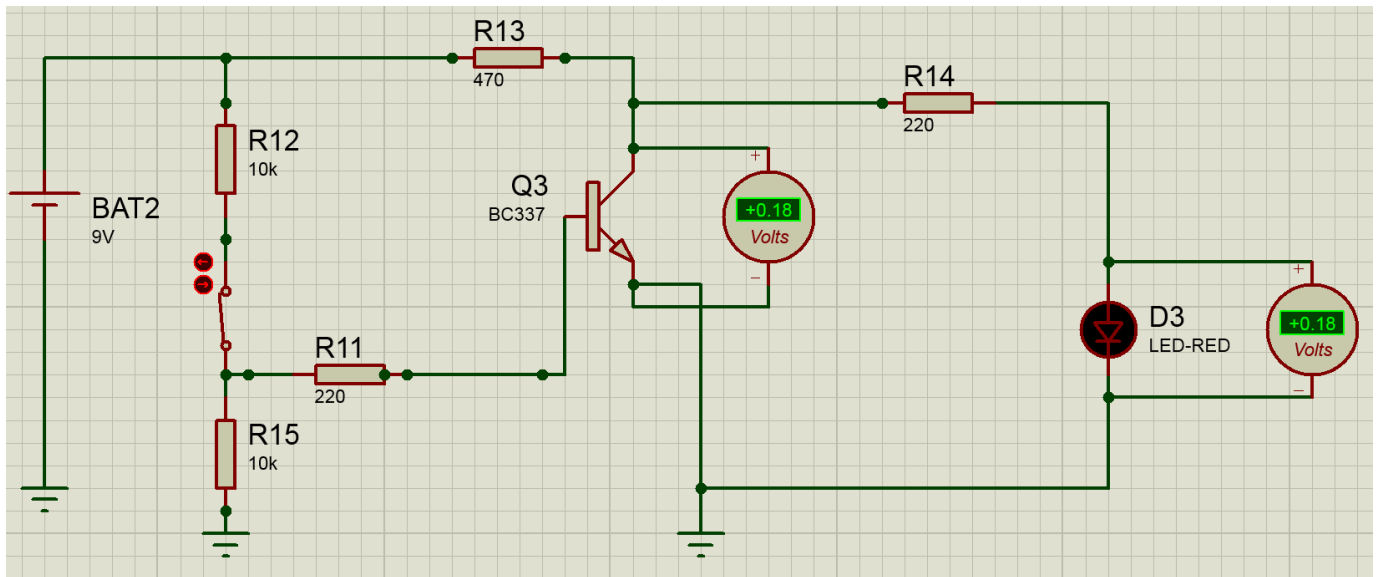 R13
470
R14
220
R12
10k
BAT2
9V
Q3
BC337
+
+0.18
Volts
−
R11
220
R15
10k
D3
LED-RED
+
+0.18
Volts
−